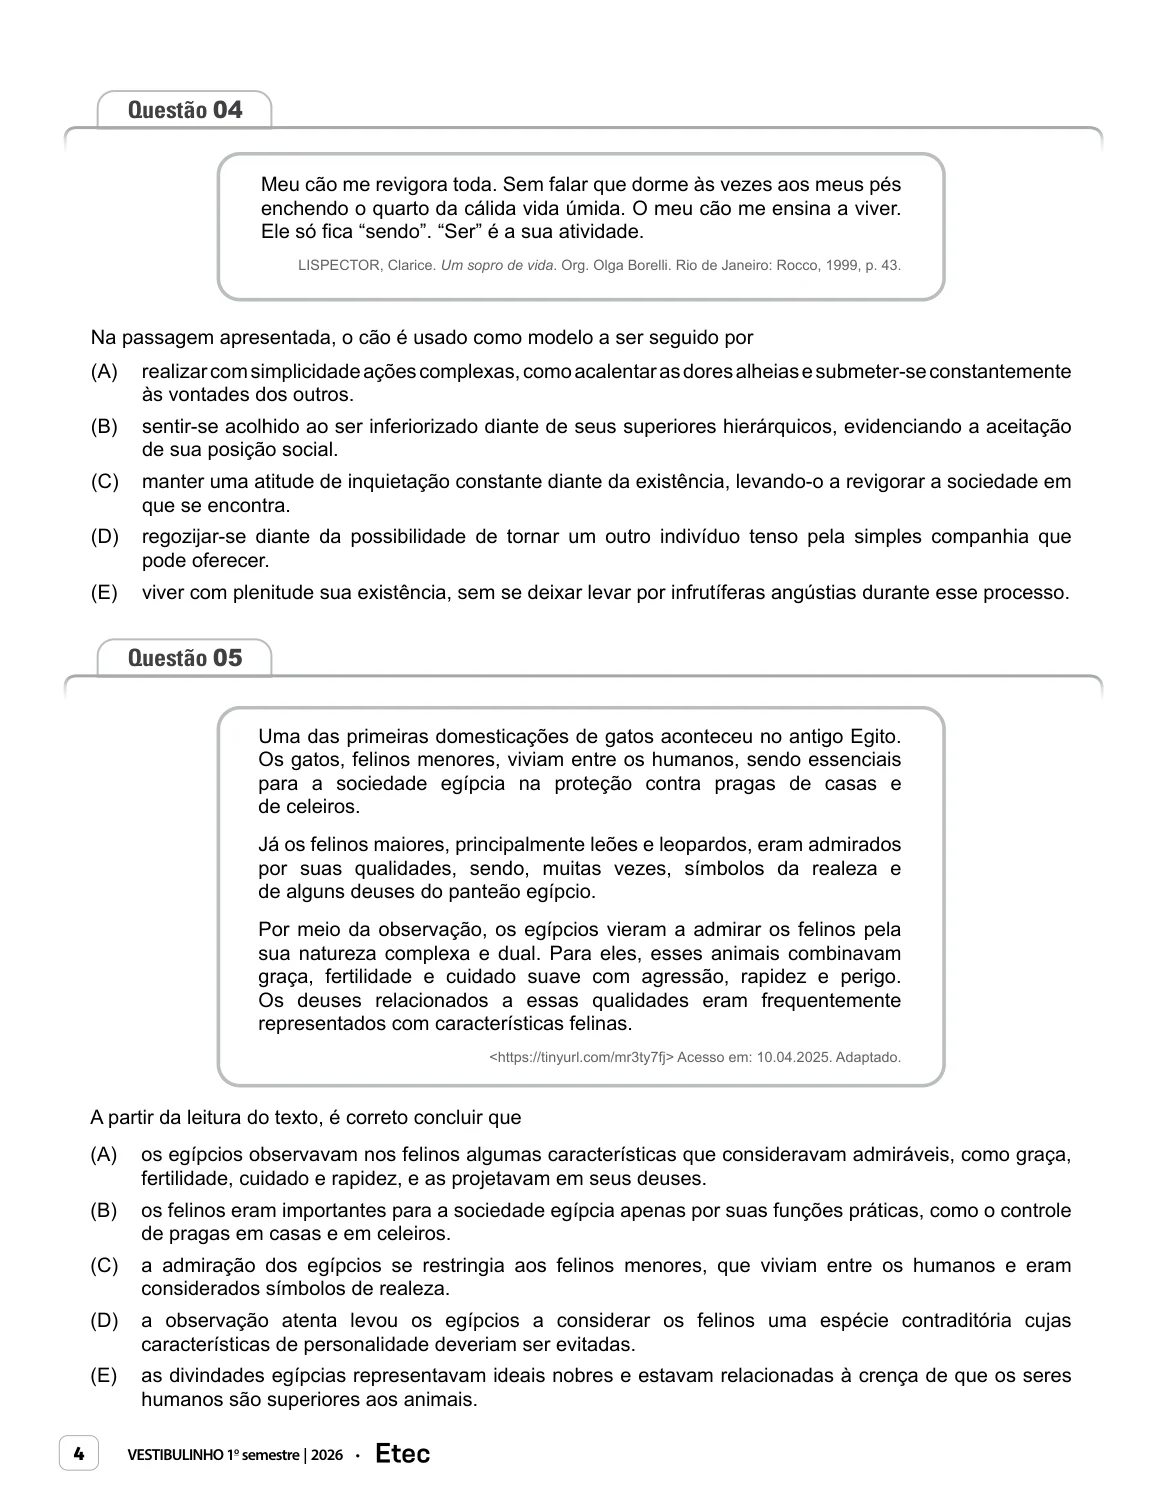 Questão 04
Meu cão me revigora toda. Sem falar que dorme às vezes aos meus pés
enchendo o quarto da cálida vida úmida. O meu cão me ensina a viver.
Ele só fica “sendo”. “Ser” é a sua atividade.
LISPECTOR, Clarice. Um sopro de vida. Org. Olga Borelli. Rio de Janeiro: Rocco, 1999, p. 43.
Na passagem apresentada, o cão é usado como modelo a ser seguido por
(A) realizar com simplicidade ações complexas, como acalentar as dores alheias e submeter-se constantemente
às vontades dos outros.
(B) sentir-se acolhido ao ser inferiorizado diante de seus superiores hierárquicos, evidenciando a aceitação
de sua posição social.
(C) manter uma atitude de inquietação constante diante da existência, levando-o a revigorar a sociedade em
que se encontra.
(D) regozijar-se diante da possibilidade de tornar um outro indivíduo tenso pela simples companhia que
pode oferecer.
(E) viver com plenitude sua existência, sem se deixar levar por infrutíferas angústias durante esse processo.
Questão 05
Uma das primeiras domesticações de gatos aconteceu no antigo Egito.
Os gatos, felinos menores, viviam entre os humanos, sendo essenciais
para a sociedade egípcia na proteção contra pragas de casas e
de celeiros.
Já os felinos maiores, principalmente leões e leopardos, eram admirados
por suas qualidades, sendo, muitas vezes, símbolos da realeza e
de alguns deuses do panteão egípcio.
Por meio da observação, os egípcios vieram a admirar os felinos pela
sua natureza complexa e dual. Para eles, esses animais combinavam
graça, fertilidade e cuidado suave com agressão, rapidez e perigo.
Os deuses relacionados a essas qualidades eram frequentemente
representados com características felinas.
<https://tinyurl.com/mr3ty7fj> Acesso em: 10.04.2025. Adaptado.
A partir da leitura do texto, é correto concluir que
(A) os egípcios observavam nos felinos algumas características que consideravam admiráveis, como graça,
fertilidade, cuidado e rapidez, e as projetavam em seus deuses.
(B) os felinos eram importantes para a sociedade egípcia apenas por suas funções práticas, como o controle
de pragas em casas e em celeiros.
(C) a admiração dos egípcios se restringia aos felinos menores, que viviam entre os humanos e eram
considerados símbolos de realeza.
(D) a observação atenta levou os egípcios a considerar os felinos uma espécie contraditória cujas
características de personalidade deveriam ser evitadas.
(E) as divindades egípcias representavam ideais nobres e estavam relacionadas à crença de que os seres
humanos são superiores aos animais.
4 VESTIBULINHO 1º semestre | 2026 • Etec